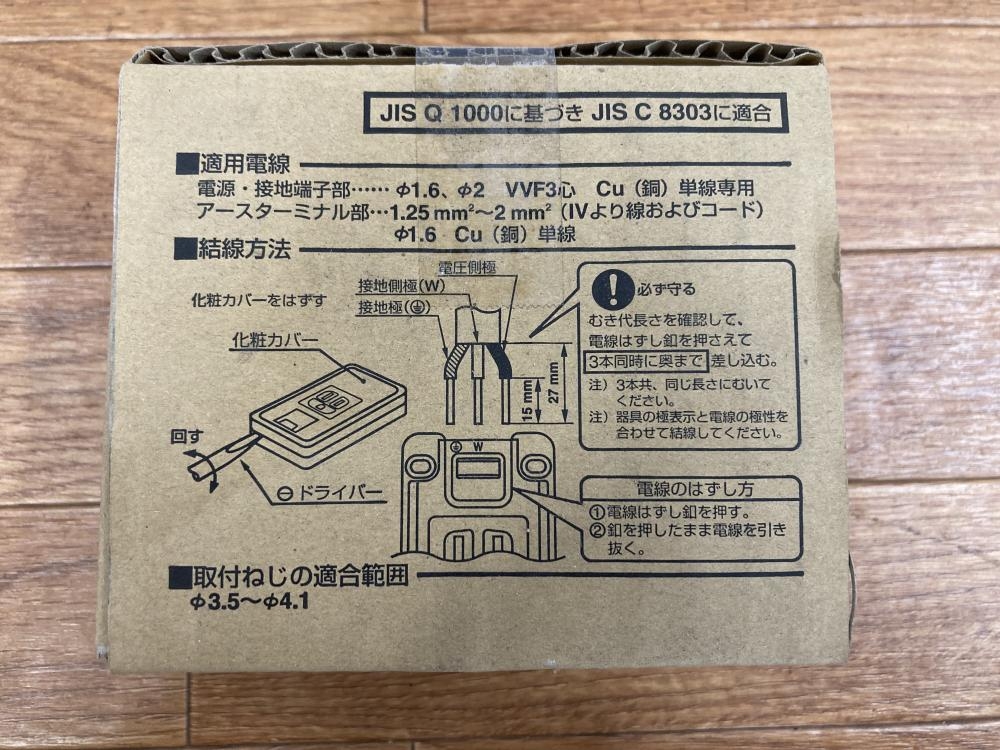 JIS Q 1000に基づき JIS C 8303に適合
■適用電線
電源・接地端子部……φ1.6、φ2 VVF3心 Cu（銅）単線専用
アースターミナル部…1.25mm²～2mm²（IVより線およびコード）
φ1.6 Cu（銅）単線
■結線方法
化粧カバーをはずす
化粧カバー
回す
⊖ドライバー
電圧側極
接地側極(W)
接地極(⏚)
15 mm
27 mm
W
必ず守る
むき代長さを確認して、
電線はずし釦を押さえて
3本同時に奥まで差し込む。
注）3本共、同じ長さにむいて
ください。
注）器具の極表示と電線の極性を
合わせて結線してください。
電線のはずし方
①電線はずし釦を押す。
②釦を押したまま電線を引き
抜く。
■取付ねじの適合範囲
φ3.5～φ4.1